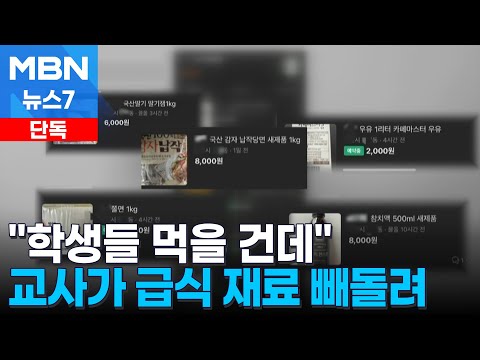 MBN
뉴스7
단독
국산딸기 딸기잼1kg
6,000원
국산 감자 납작당면 새제품 1kg
8,000원
우유 1리터 카페마스터 우유
예약중 2,000원
쫄면 1kg
참치액 500ml 새제품
8,000원
"학생들 먹을 건데"
교사가 급식 재료 빼돌려